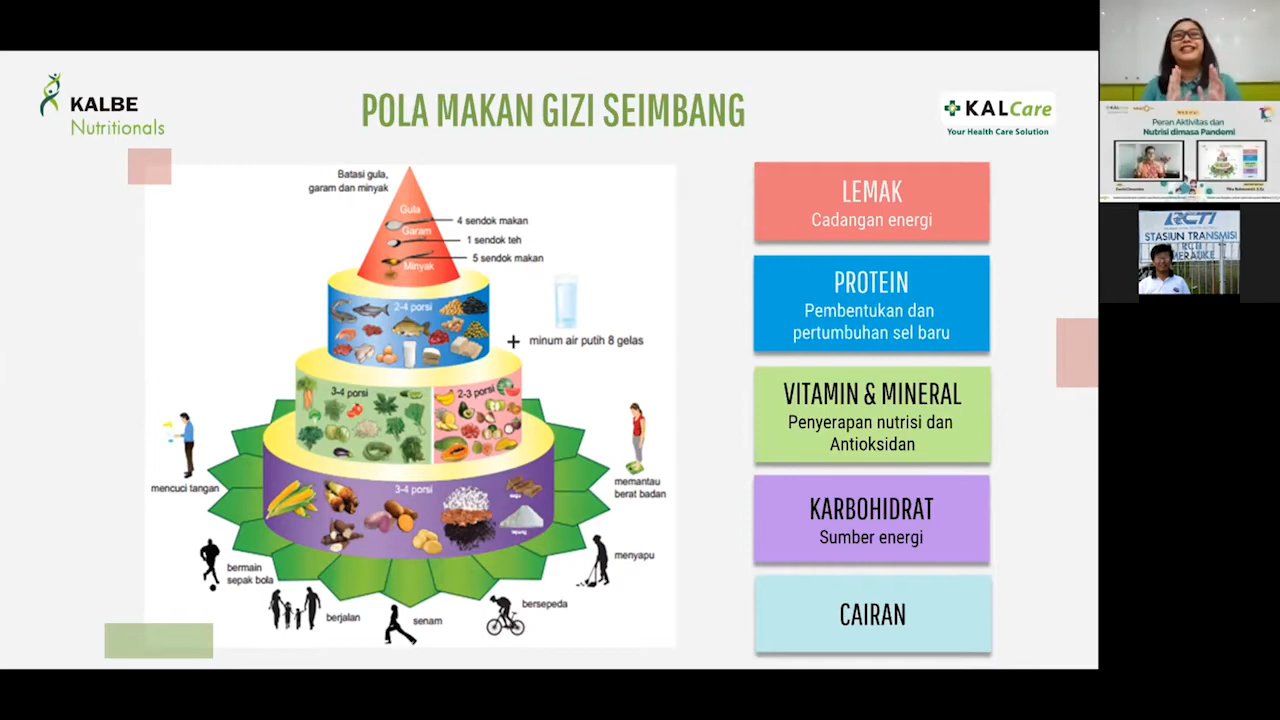 KALBE
Nutritionals
POLA MAKAN GIZI SEIMBANG
KALCare
Your Health Care Solution
Batasi gula,
garam dan minyak
Gula
4 sendok makan
Garam
1 sendok teh
5 sendok makan
Minyak
2-4 porsi
+ minum air putih 8 gelas
3-4 porsi
2-3 porsi
3-4 porsi
sagu
tepung
mencuci tangan
memantau
berat badan
bermain
sepak bola
menyapu
berjalan
senam
bersepeda
LEMAK
Cadangan energi
PROTEIN
Pembentukan dan
pertumbuhan sel baru
VITAMIN & MINERAL
Penyerapan nutrisi dan
Antioksidan
KARBOHIDRAT
Sumber energi
CAIRAN
Peran Aktivitas dan
Nutrisi dimasa Pandemi
RCTI
STASIUN TRANSMISI
RCTI
MERAUKE